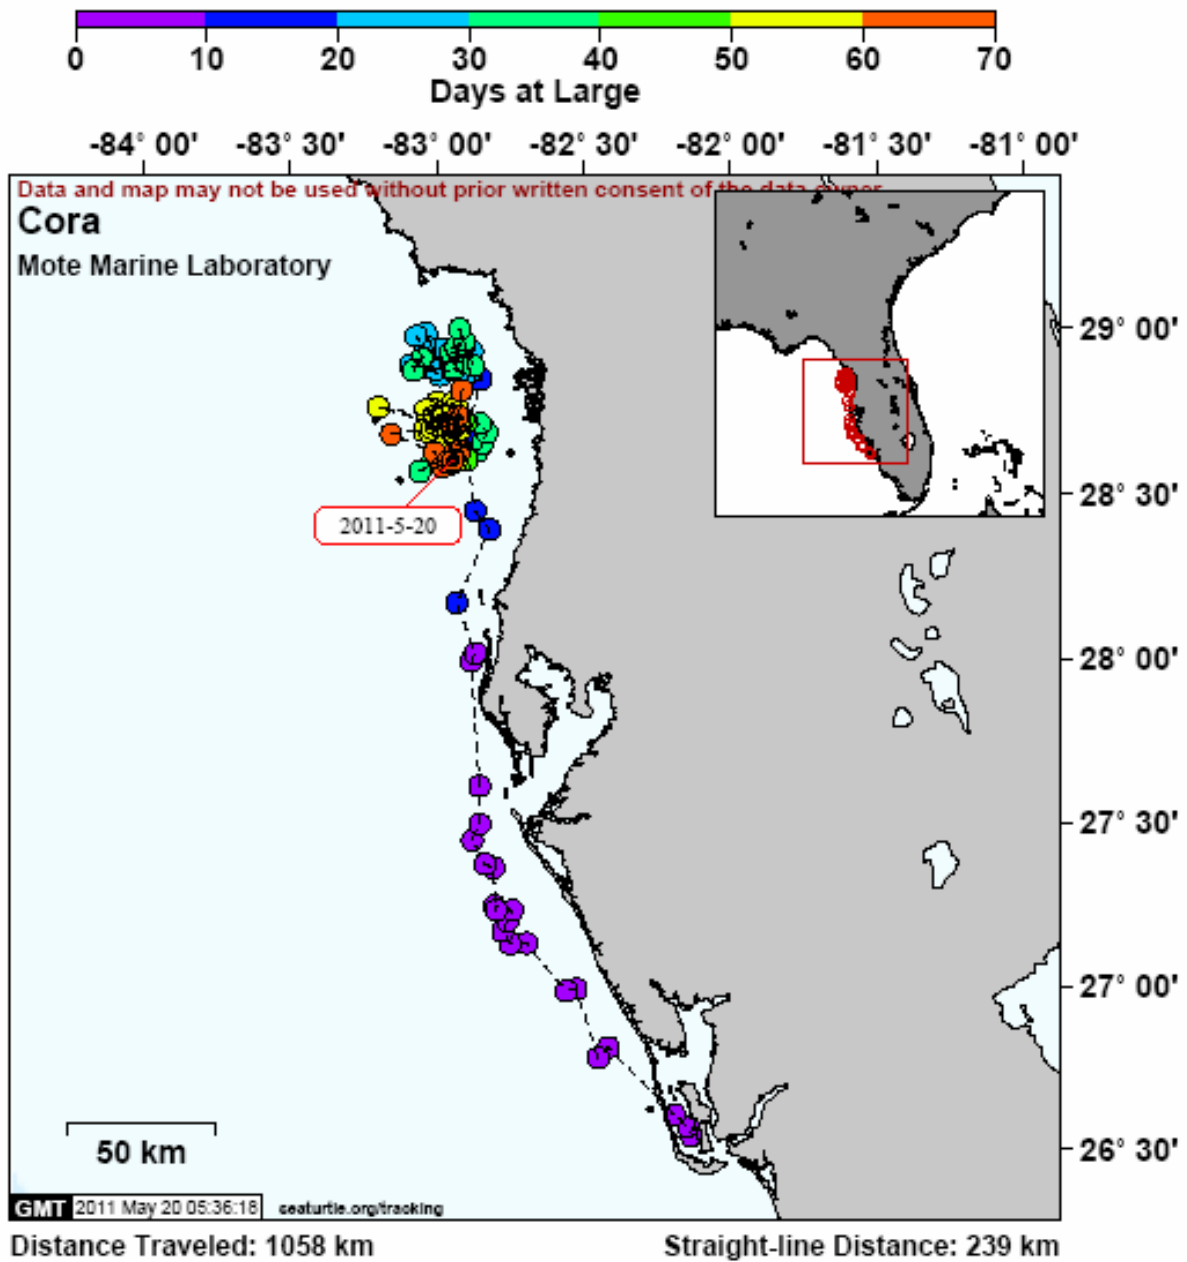 0 10 20 30 40 50 60 70
Days at Large
-84° 00' -83° 30' -83° 00' -82° 30' -82° 00' -81° 30' -81° 00'
Data and map may not be used without prior written consent of the data owner
Cora
Mote Marine Laboratory
29° 00'
28° 30'
2011-5-20
28° 00'
27° 30'
27° 00'
26° 30'
50 km
GMT 2011 May 20 05:36:18 seaturtle.org/tracking
Distance Traveled: 1058 km Straight-line Distance: 239 km